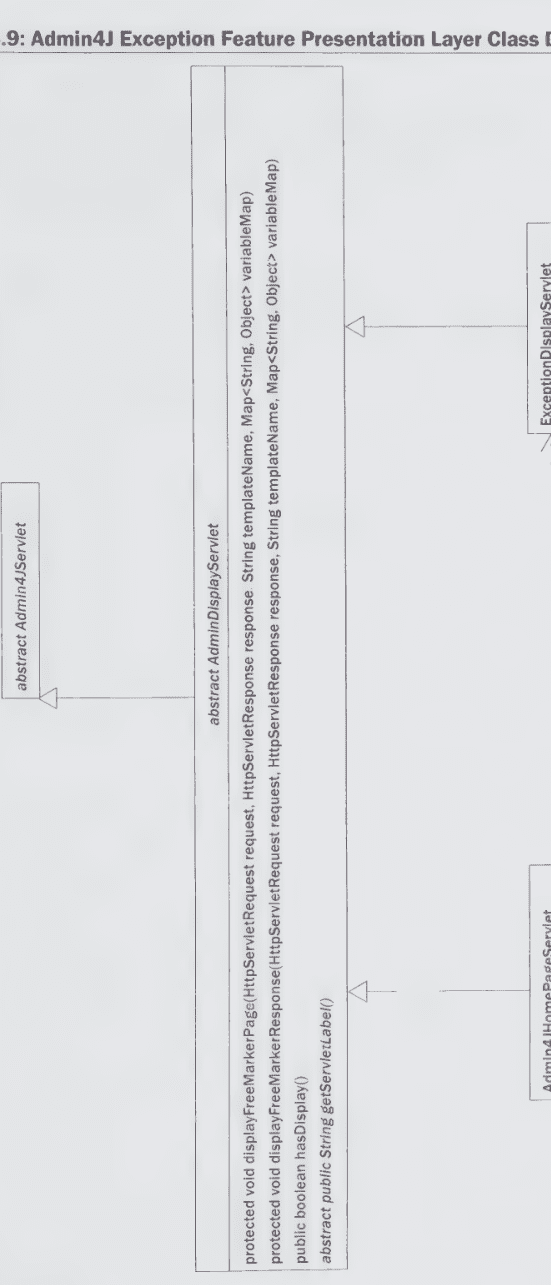 .9: Admin4J Exception Feature Presentation Layer Class D
abstract Admin4JServlet
abstract AdminDisplayServlet
protected void displayFreeMarkerPage(HttpServletRequest request, HttpServletResponse response String templateName, Map<String, Object> variableMap)
protected void displayFreeMarkerResponse(HttpServletRequest request, HttpServletResponse response, String templateName, Map<String, Object> variableMap)
public boolean hasDisplay()
abstract public String getServletLabel()
ExceptionDisplayServlet
Admin4JHomePageServlet